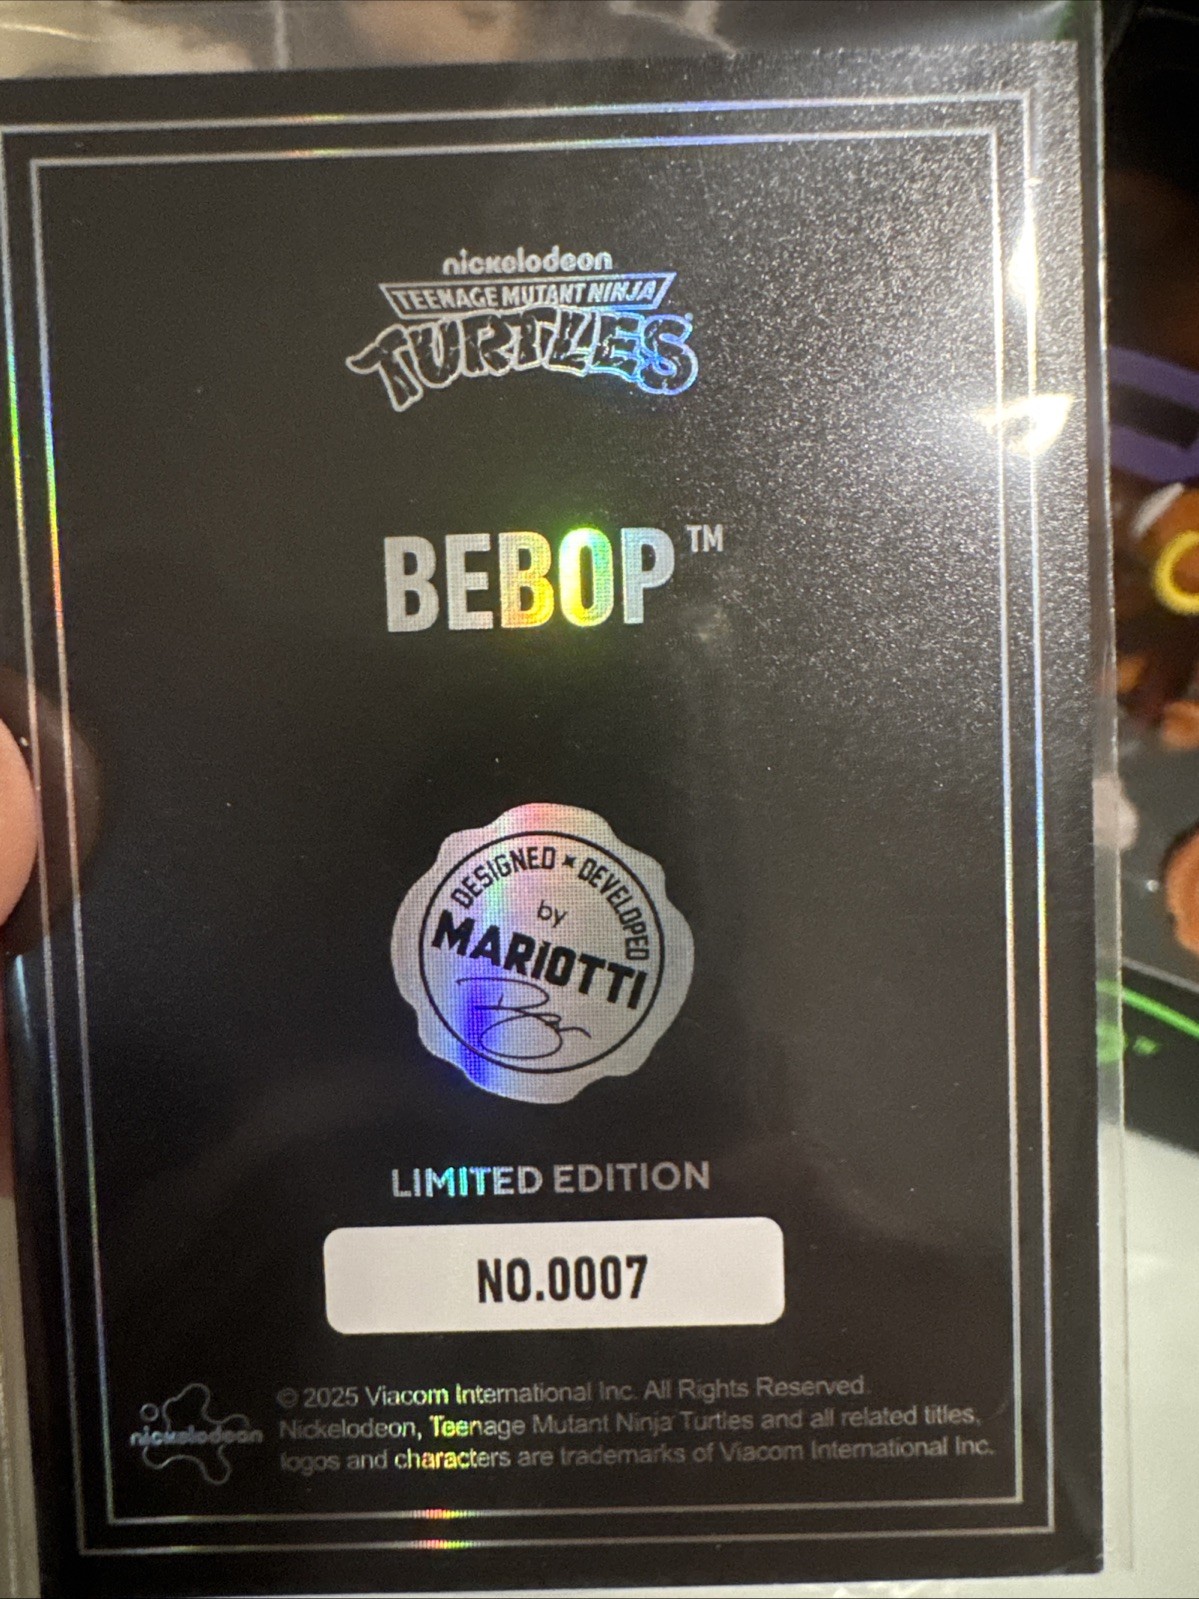 nickelodeon
TEENAGE MUTANT NINJA
TURTLES
BEBOP™
DESIGNED × DEVELOPED
by
MARIOTTI
LIMITED EDITION
NO.0007
© 2025 Viacom International Inc. All Rights Reserved.
nickelodeon
Nickelodeon, Teenage Mutant Ninja Turtles and all related titles,
logos and characters are trademarks of Viacom International Inc.